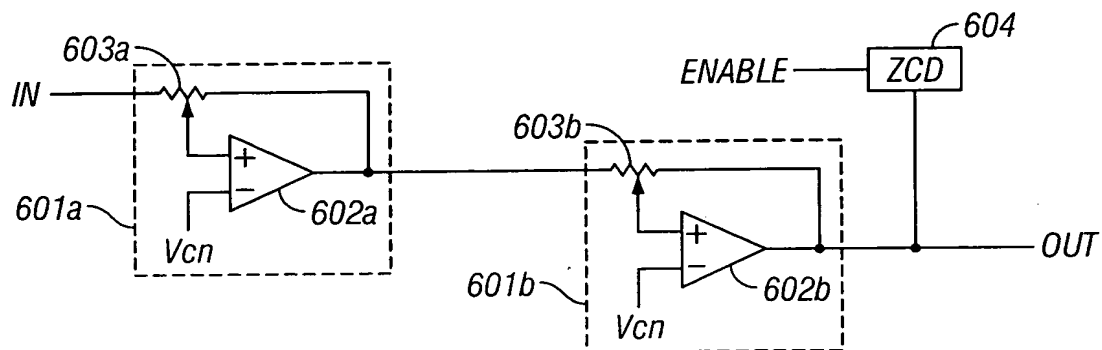 604
603a
ENABLE
ZCD
IN
603b
+
−
602a
601a
Vcn
+
−
OUT
602b
601b
Vcn